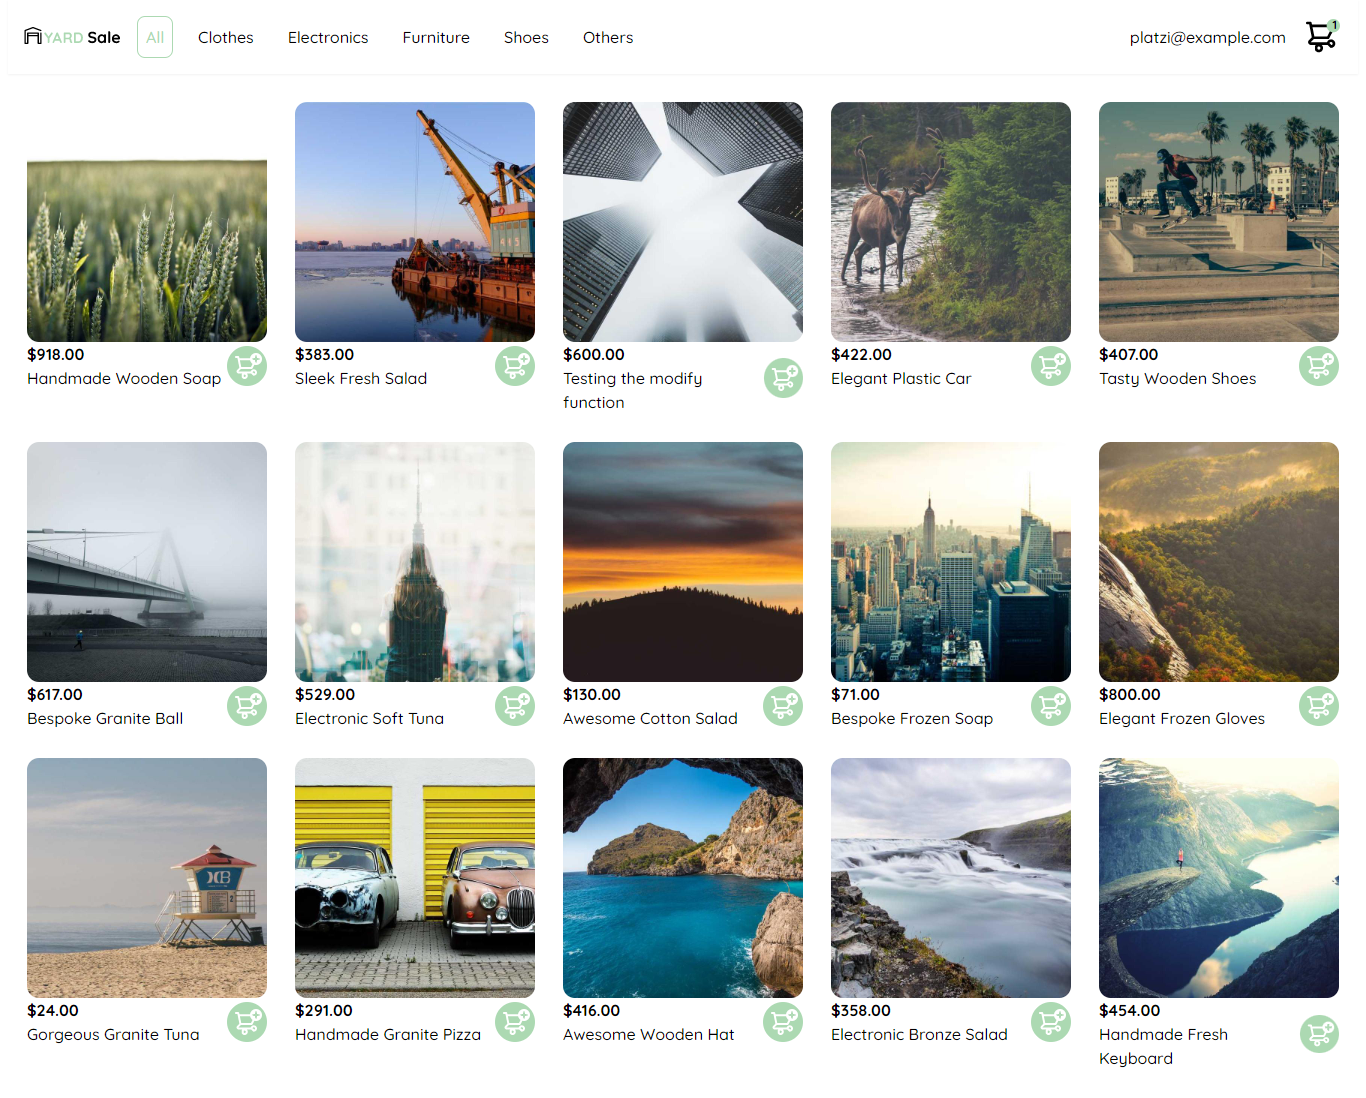 YARD Sale
All
Clothes
Electronics
Furniture
Shoes
Others
platzi@example.com
1
$918.00
Handmade Wooden Soap
$383.00
Sleek Fresh Salad
$600.00
Testing the modify
function
$422.00
Elegant Plastic Car
$407.00
Tasty Wooden Shoes
$617.00
Bespoke Granite Ball
$529.00
Electronic Soft Tuna
$130.00
Awesome Cotton Salad
$71.00
Bespoke Frozen Soap
$800.00
Elegant Frozen Gloves
$24.00
Gorgeous Granite Tuna
$291.00
Handmade Granite Pizza
$416.00
Awesome Wooden Hat
$358.00
Electronic Bronze Salad
$454.00
Handmade Fresh
Keyboard